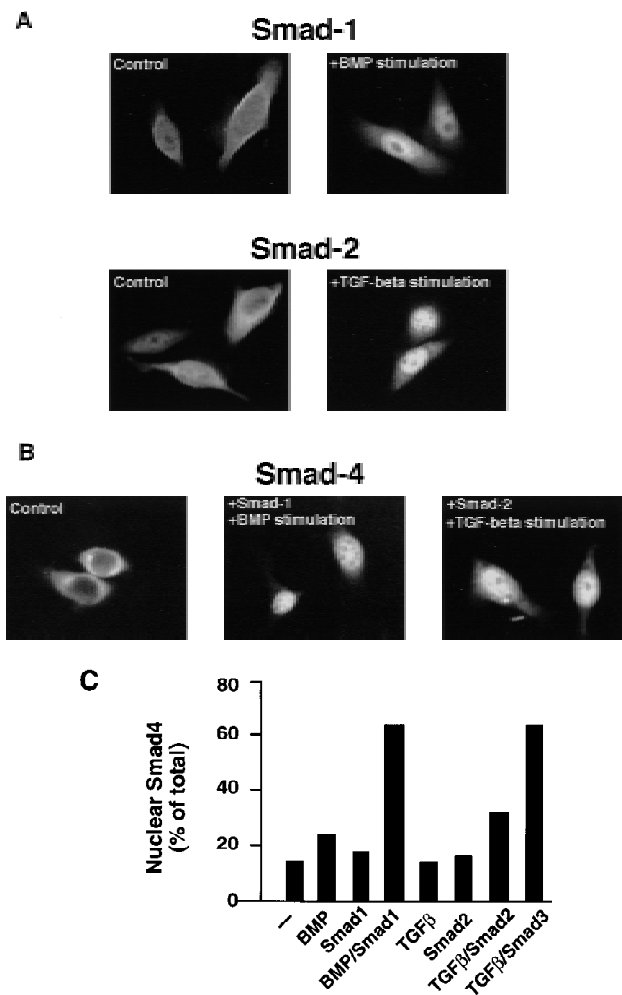 A
Smad-1
Control
+BMP stimulation
Smad-2
Control
+TGF-beta stimulation
B
Smad-4
Control
+Smad-1
+BMP stimulation
+Smad-2
+TGF-beta stimulation
C
Nuclear Smad4
(% of total)
80
60
40
20
0
—
BMP
Smad1
BMP/Smad1
TGFβ
Smad2
TGFβ/Smad2
TGFβ/Smad3